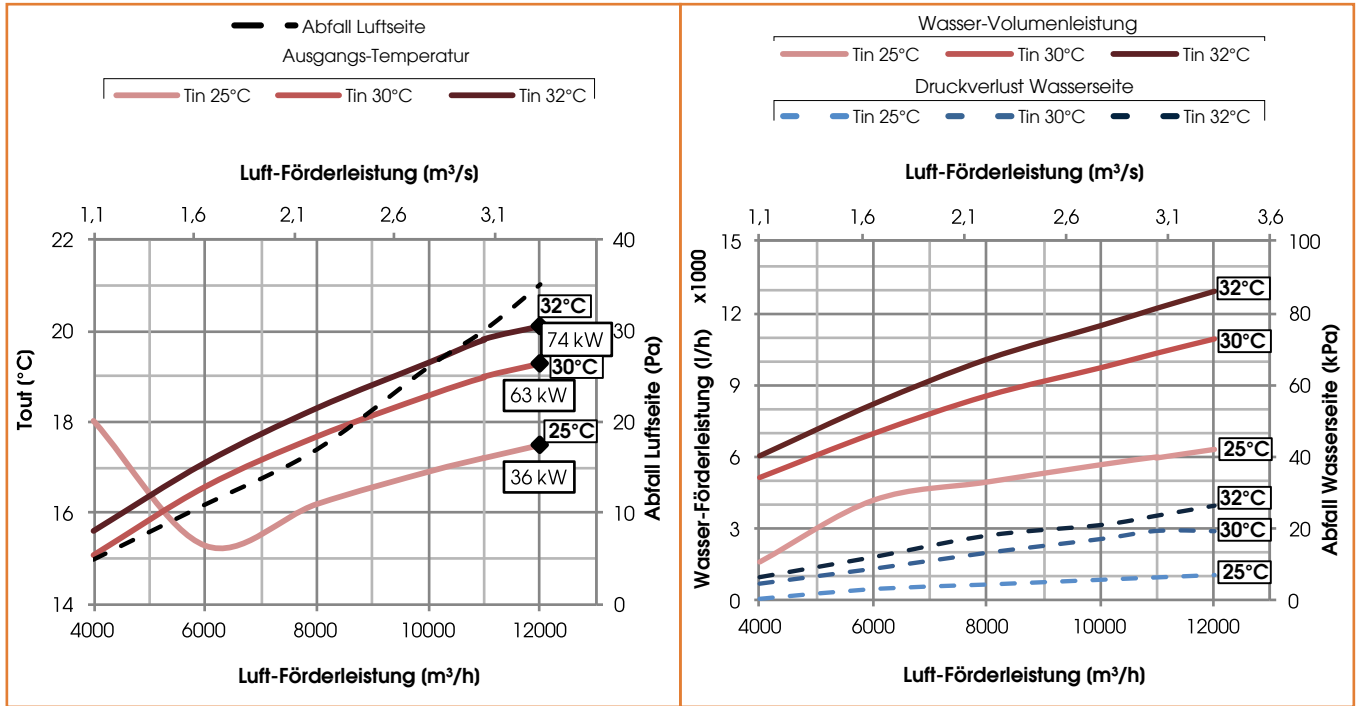 Abfall Luftseite
Ausgangs-Temperatur
Tin 25°C Tin 30°C Tin 32°C
Luft-Förderleistung (m³/s)
1,1 1,6 2,1 2,6 3,1
22 40
20 30
18 20
16 10
14 0
Tout (°C)
Abfall Luftseite (Pa)
32°C
74 kW
30°C
63 kW
25°C
36 kW
4000 6000 8000 10000 12000
Luft-Förderleistung (m³/h)
Wasser-Volumenleistung
Tin 25°C Tin 30°C Tin 32°C
Druckverlust Wasserseite
Tin 25°C Tin 30°C Tin 32°C
Luft-Förderleistung (m³/s)
1,1 1,6 2,1 2,6 3,1 3,6
15 100
12 80
9 60
6 40
3 20
0 0
Wasser-Förderleistung (l/h) x1000
Abfall Wasserseite (kPa)
32°C
30°C
25°C
32°C
30°C
25°C
4000 6000 8000 10000 12000
Luft-Förderleistung (m³/h)